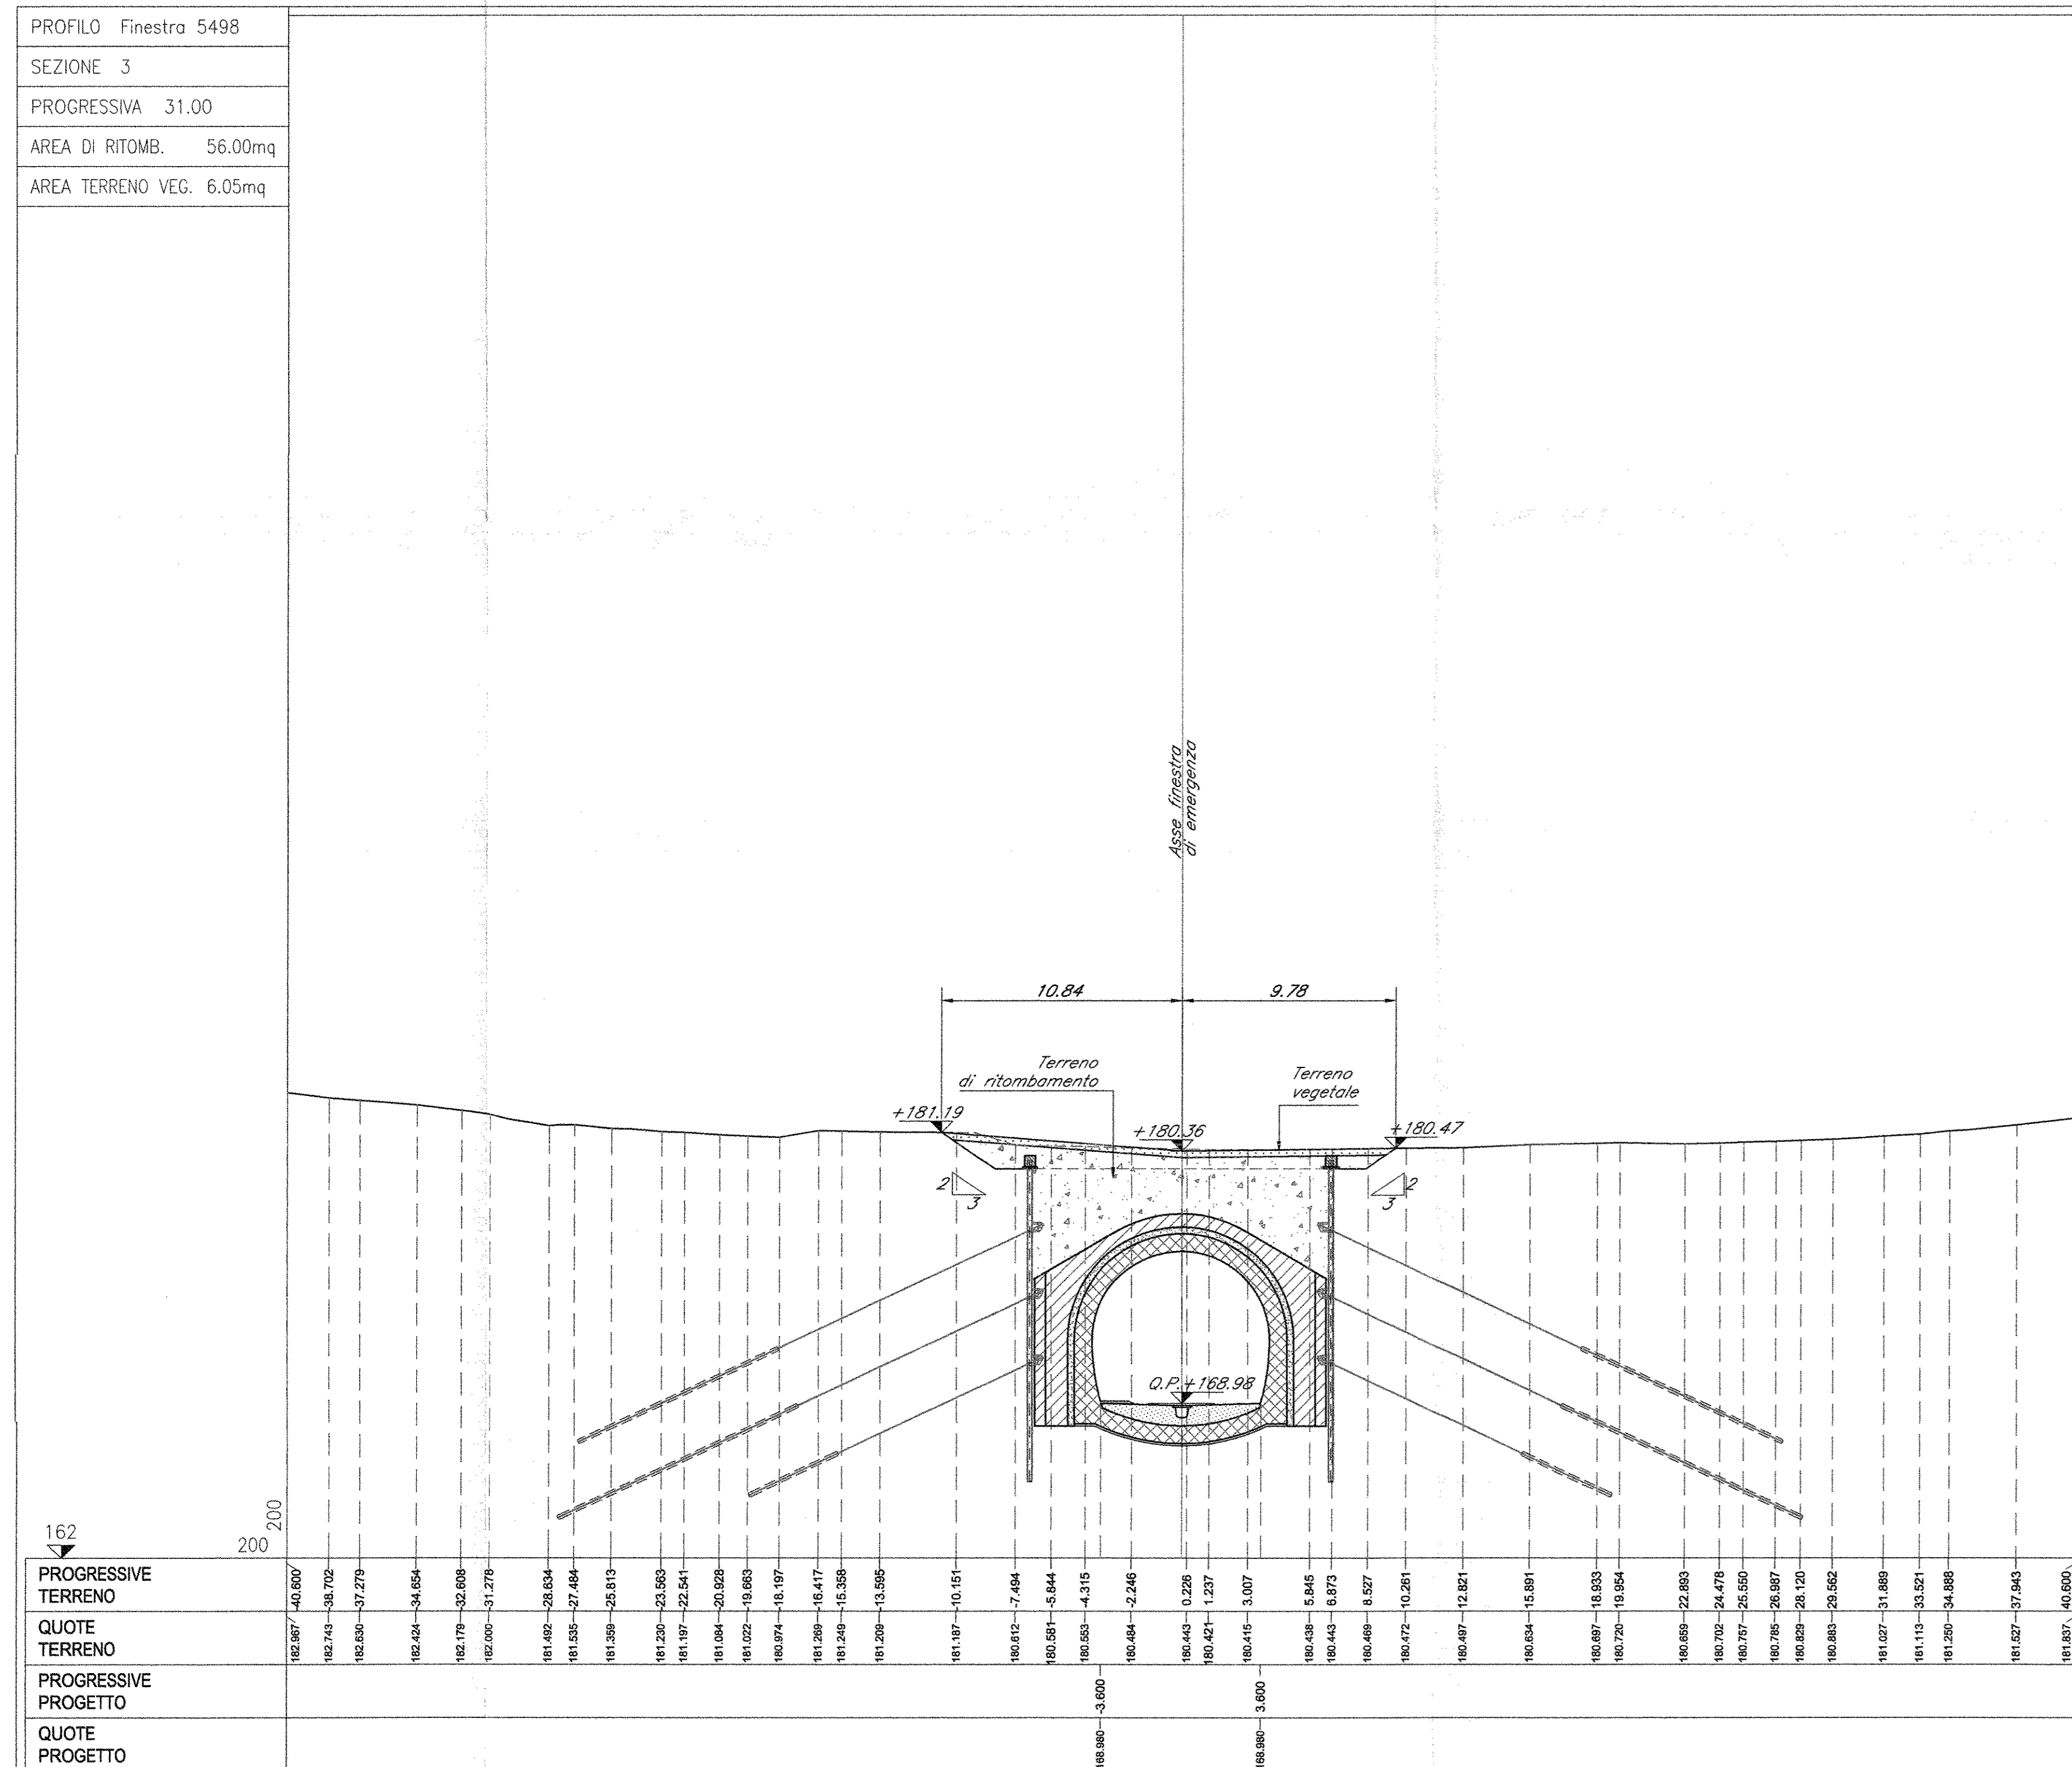 PROFILO Finestra 5498
SEZIONE 3
PROGRESSIVA 31.00
AREA DI RITOMB. 56.00mq
AREA TERRENO VEG. 6.05mq
Asse finestra
di emergenza
10.84
9.78
Terreno
di ritombamento
Terreno
vegetale
+181.19
+180.36
+180.47
2
3
2
3
Q.P.+168.98
200
162
200
PROGRESSIVE
TERRENO
-40.600 -38.702 -37.279 -34.654 -32.608 -31.278 -28.634 -27.484 -25.813 -23.563 -22.541 -20.928 -19.663 -18.197 -16.417 -15.358 -13.595 -10.151 -7.494 -5.844 -4.315 -2.246 0.226 1.237 3.007 5.845 6.873 8.527 10.261 12.821 15.891 18.933 19.954 22.893 24.478 25.550 26.987 28.120 29.562 31.889 33.521 34.888 37.943 40.600
QUOTE
TERRENO
182.967 182.743 182.630 182.424 182.179 182.000 181.492 181.535 181.359 181.230 181.197 181.084 181.022 180.974 181.269 181.249 181.209 181.187 180.612 180.581 180.553 180.484 180.443 180.421 180.415 180.438 180.443 180.469 180.472 180.497 180.634 180.697 180.720 180.659 180.702 180.757 180.785 180.829 180.883 181.027 181.113 181.250 181.527 181.837
PROGRESSIVE
PROGETTO
-3.600 3.600
QUOTE
PROGETTO
168.980 168.980